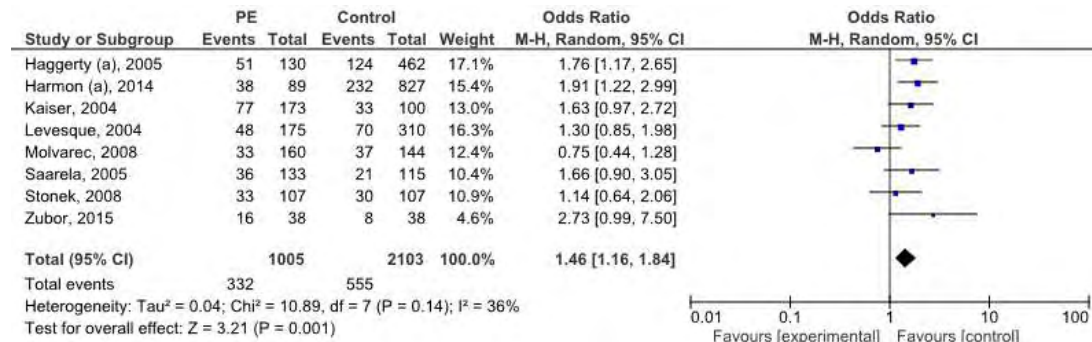 PE Control Odds Ratio Odds Ratio
Study or Subgroup Events Total Events Total Weight M-H, Random, 95% CI M-H, Random, 95% CI
Haggerty (a), 2005 51 130 124 462 17.1% 1.76 [1.17, 2.65]
Harmon (a), 2014 38 89 232 827 15.4% 1.91 [1.22, 2.99]
Kaiser, 2004 77 173 33 100 13.0% 1.63 [0.97, 2.72]
Levesque, 2004 48 175 70 310 16.3% 1.30 [0.85, 1.98]
Molvarec, 2008 33 160 37 144 12.4% 0.75 [0.44, 1.28]
Saarela, 2005 36 133 21 115 10.4% 1.66 [0.90, 3.05]
Stonek, 2008 33 107 30 107 10.9% 1.14 [0.64, 2.06]
Zubor, 2015 16 38 8 38 4.6% 2.73 [0.99, 7.50]
Total (95% CI) 1005 2103 100.0% 1.46 [1.16, 1.84]
Total events 332 555
Heterogeneity: Tau² = 0.04; Chi² = 10.89, df = 7 (P = 0.14); I² = 36%
Test for overall effect: Z = 3.21 (P = 0.001)
0.01 0.1 1 10 100
Favours [experimental] Favours [control]